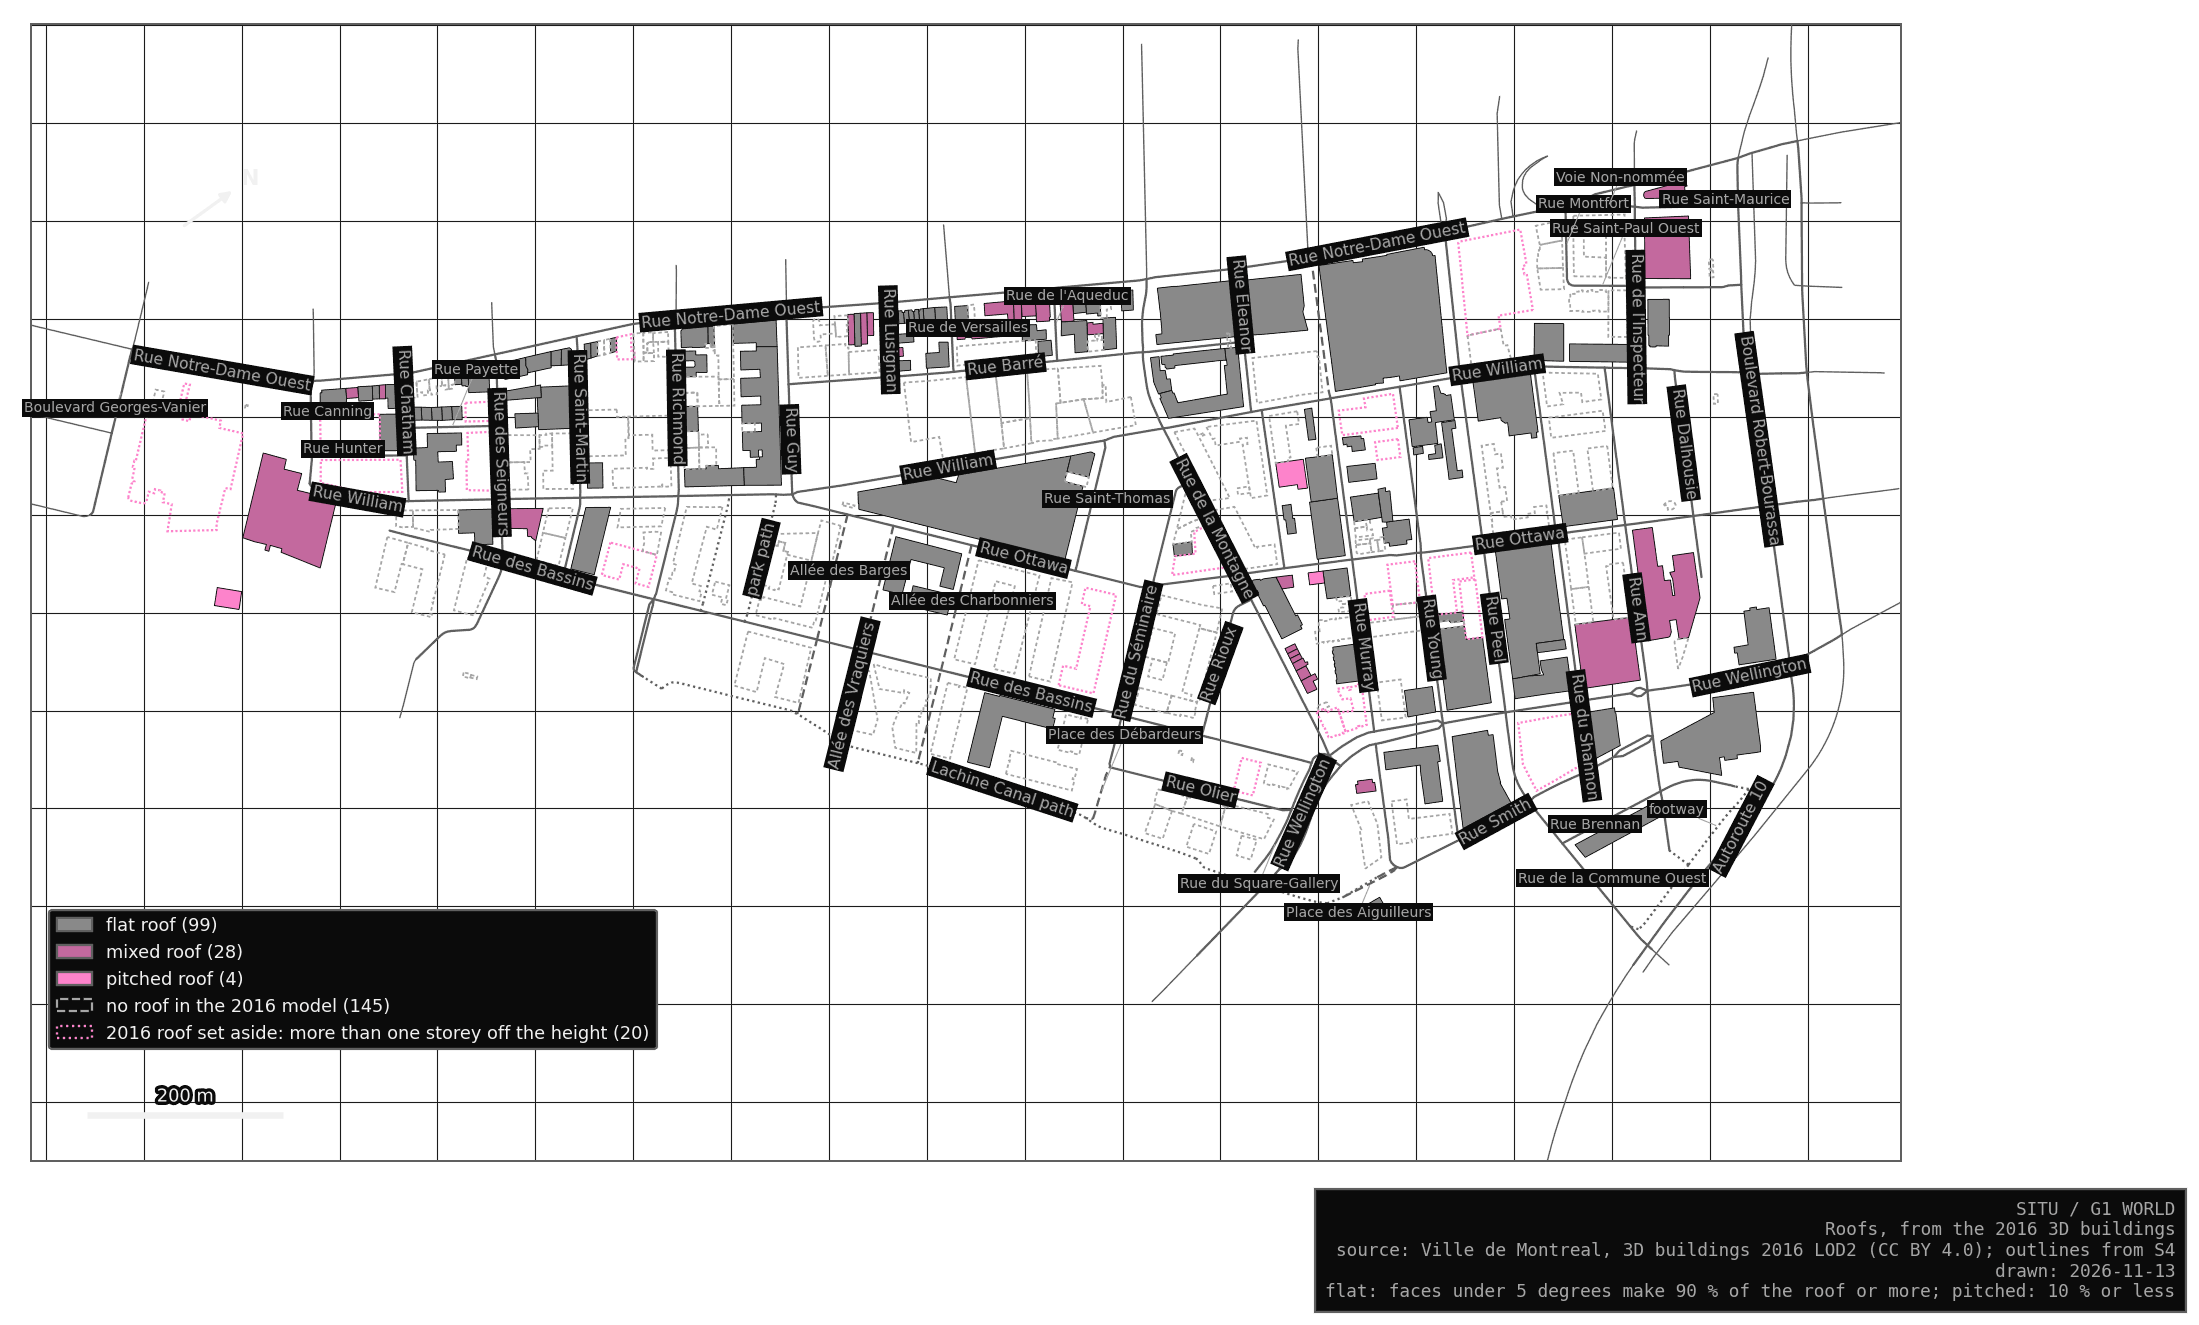 N
Voie Non-nommée
Rue Saint-Maurice
Rue Montfort
Rue Saint-Paul Ouest
Rue Notre-Dame Ouest
Rue Eleanor
Rue de l'Inspecteur
Rue de l'Aqueduc
Rue Lusignan
Rue Notre-Dame Ouest
Rue de Versailles
Rue Barré
Rue William
Boulevard Robert-Bourassa
Rue Notre-Dame Ouest
Rue Chatham
Rue Payette
Rue Saint-Martin
Rue Richmond
Rue Dalhousie
Boulevard Georges-Vanier
Rue Canning
Rue des Seigneurs
Rue Guy
Rue Hunter
Rue William
Rue William
Rue Saint-Thomas
Rue de la Montagne
Rue Ottawa
Rue des Bassins
park path
Allée des Barges
Rue Ottawa
Allée des Charbonniers
Rue du Séminaire
Rue Rioux
Rue Murray
Rue Young
Rue Peel
Rue Ann
Allée des Vraquiers
Rue des Bassins
Rue Wellington
Rue du Shannon
Place des Débardeurs
Lachine Canal path
Rue Olier
Rue Wellington
Rue Smith
footway
Rue Brennan
Autoroute 10
Rue du Square-Gallery
Rue de la Commune Ouest
Place des Aiguilleurs
flat roof (99)
mixed roof (28)
pitched roof (4)
no roof in the 2016 model (145)
2016 roof set aside: more than one storey off the height (20)
200 m
SITU / G1 WORLD
Roofs, from the 2016 3D buildings
source: Ville de Montreal, 3D buildings 2016 LOD2 (CC BY 4.0); outlines from S4
drawn: 2026-11-13
flat: faces under 5 degrees make 90 % of the roof or more; pitched: 10 % or less